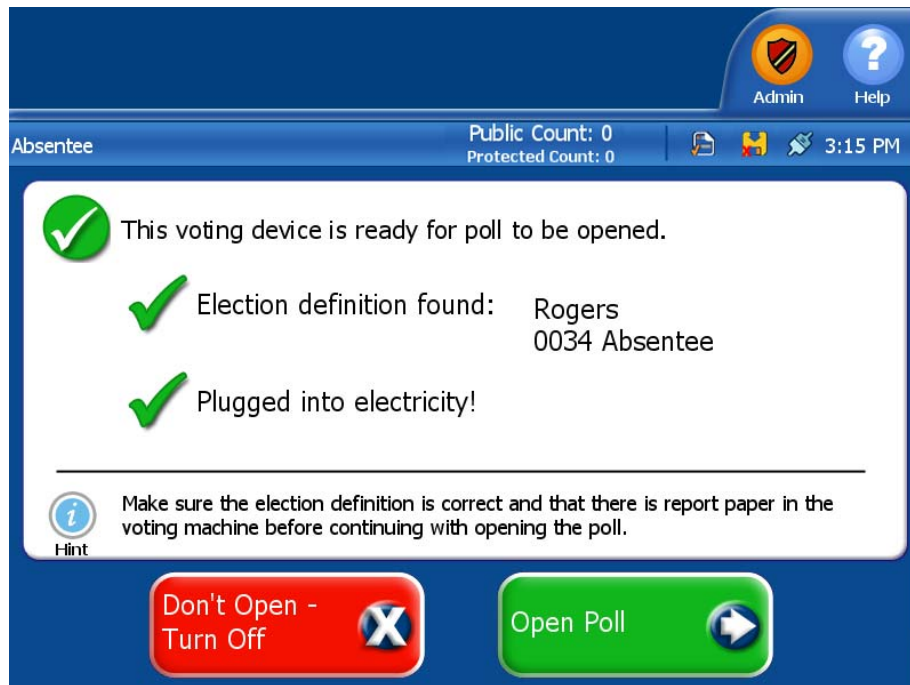 Admin
Help
Absentee
Public Count: 0
Protected Count: 0
3:15 PM
This voting device is ready for poll to be opened.
Election definition found:
Rogers
0034 Absentee
Plugged into electricity!
Hint
Make sure the election definition is correct and that there is report paper in the
voting machine before continuing with opening the poll.
Don't Open -
Turn Off
Open Poll